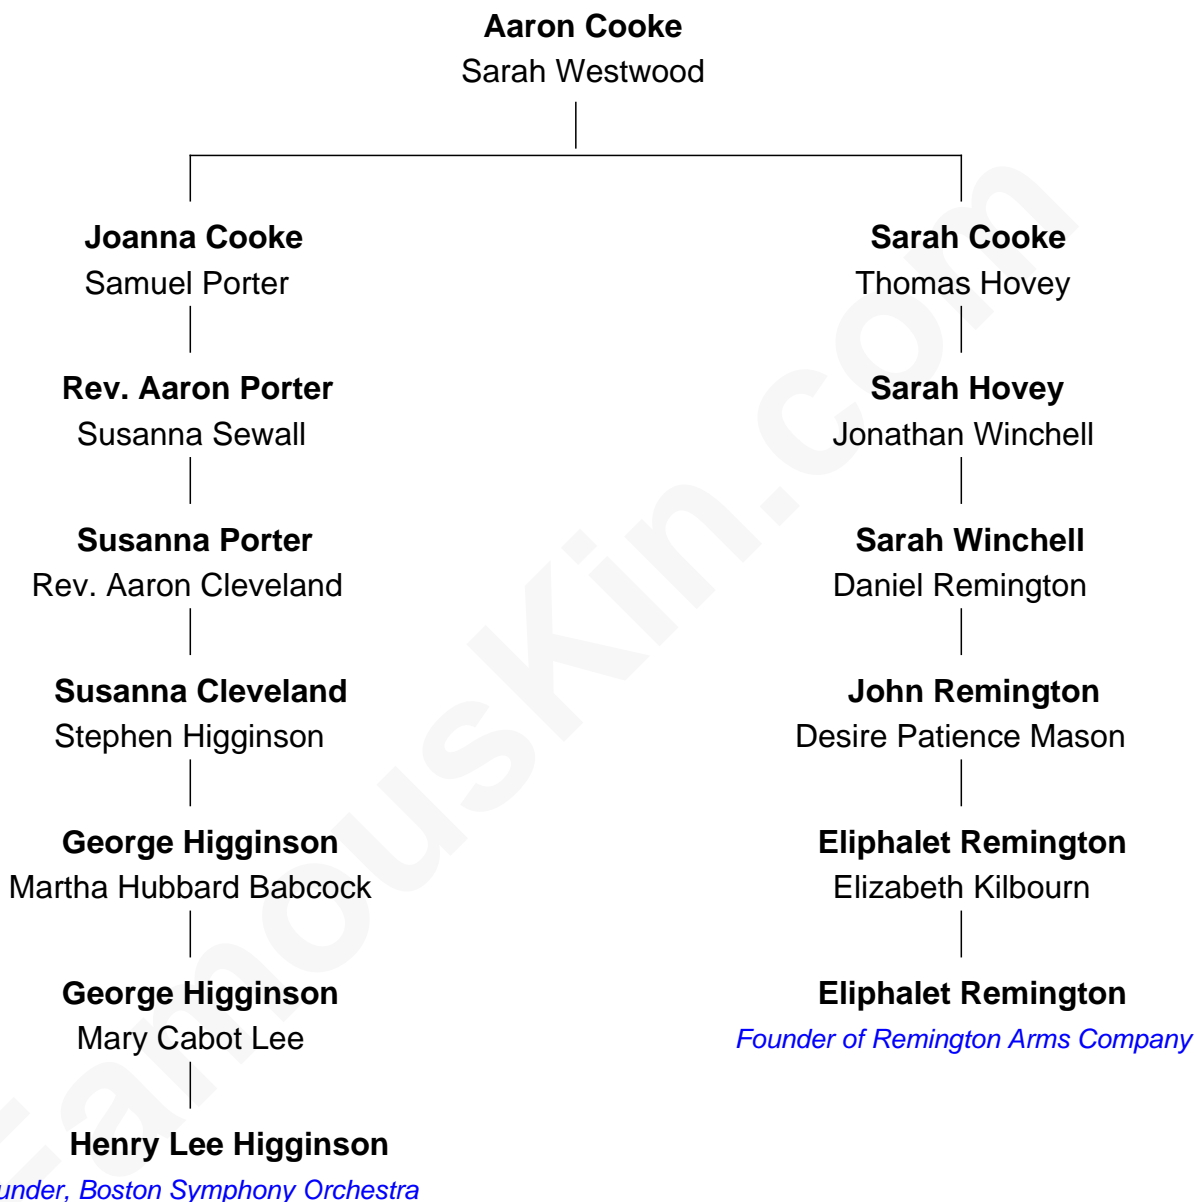 Aaron Cooke
Sarah Westwood
Joanna Cooke
Samuel Porter
Sarah Cooke
Thomas Hovey
Rev. Aaron Porter
Susanna Sewall
Sarah Hovey
Jonathan Winchell
Susanna Porter
Rev. Aaron Cleveland
Sarah Winchell
Daniel Remington
Susanna Cleveland
Stephen Higginson
John Remington
Desire Patience Mason
George Higginson
Martha Hubbard Babcock
Eliphalet Remington
Elizabeth Kilbourn
George Higginson
Mary Cabot Lee
Eliphalet Remington
Founder of Remington Arms Company
Henry Lee Higginson
under, Boston Symphony Orchestra
FamousKin.com